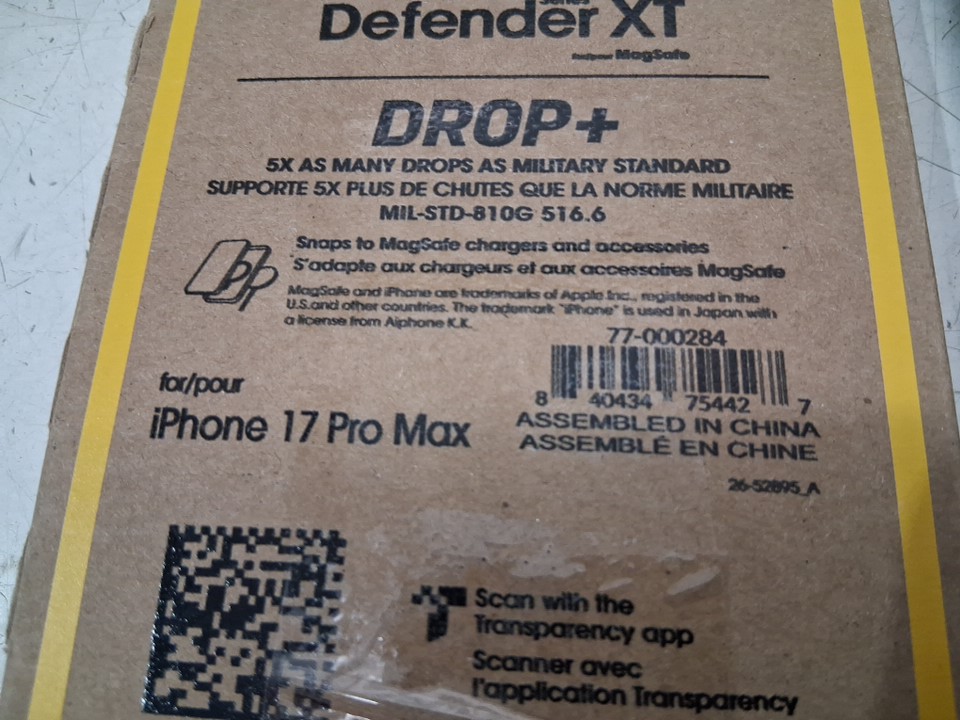 Series
Defender XT
for/pour MagSafe
DROP+
5X AS MANY DROPS AS MILITARY STANDARD
SUPPORTE 5X PLUS DE CHUTES QUE LA NORME MILITAIRE
MIL-STD-810G 516.6
Snaps to MagSafe chargers and accessories
S'adapte aux chargeurs et aux accessoires MagSafe
MagSafe and iPhone are trademarks of Apple Inc., registered in the
U.S.and other countries. The trademark "iPhone" is used in Japan with
a license from Aiphone K.K.
77-000284
8 40434 75442 7
for/pour
iPhone 17 Pro Max
ASSEMBLED IN CHINA
ASSEMBLÉ EN CHINE
26-52895_A
Scan with the
Transparency app
Scanner avec
l'application Transparency